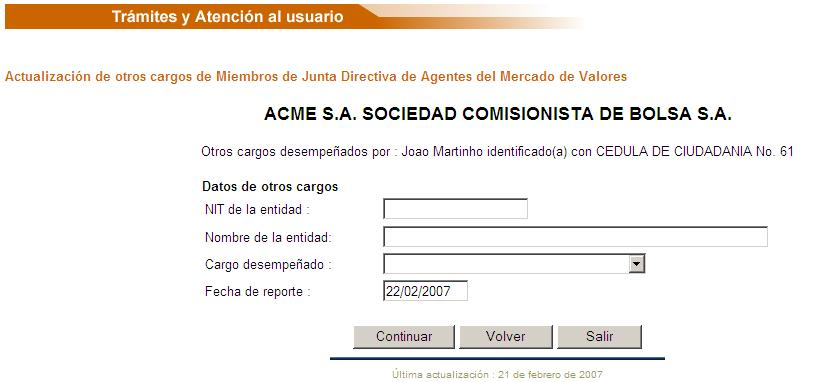 Trámites y Atención al usuario
Actualización de otros cargos de Miembros de Junta Directiva de Agentes del Mercado de Valores
ACME S.A. SOCIEDAD COMISIONISTA DE BOLSA S.A.
Otros cargos desempeñados por : Joao Martinho identificado(a) con CEDULA DE CIUDADANIA No. 61
Datos de otros cargos
NIT de la entidad :
Nombre de la entidad:
Cargo desempeñado :
Fecha de reporte : 22/02/2007
Continuar Volver Salir
Última actualización : 21 de febrero de 2007